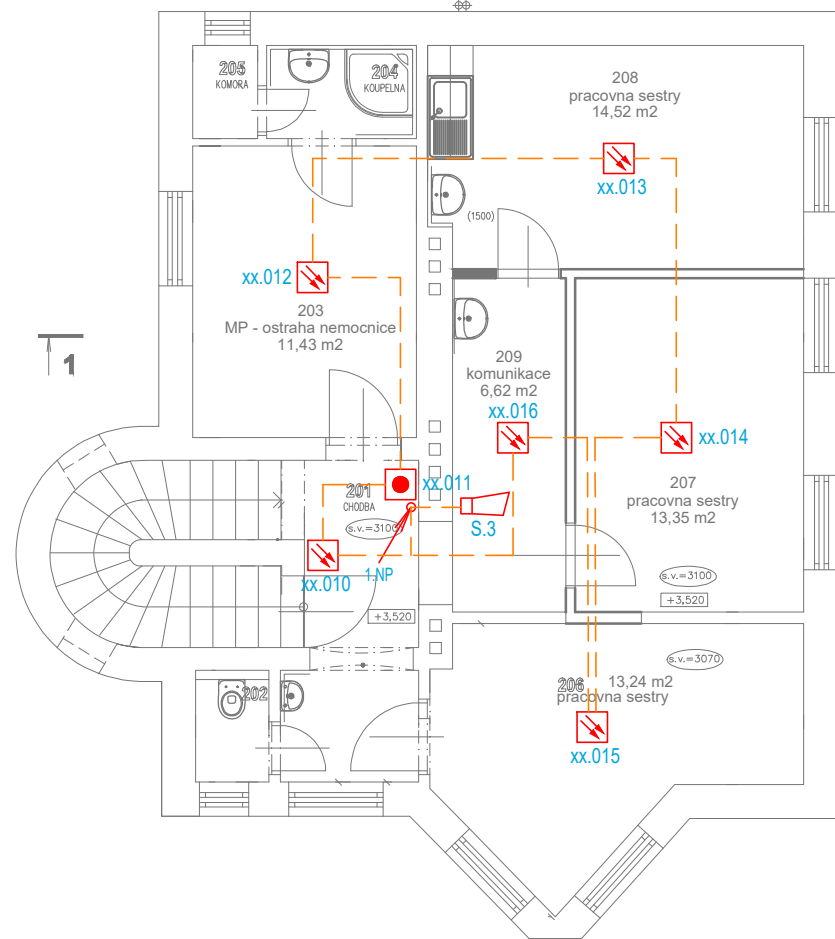 205
KOMORA
204
KOUPELNA
208
pracovna sestry
14,52 m2
xx.013
(1500)
xx.012
203
MP - ostraha nemocnice
11,43 m2
1
209
komunikace
6,62 m2
xx.016
xx.014
201
CHODBA
xx.011
s.v.=3100
S.3
207
pracovna sestry
13,35 m2
xx.010
1.NP
s.v.=3100
+3,520
+3,520
s.v.=3070
202
206
13,24 m2
pracovna sestry
xx.015